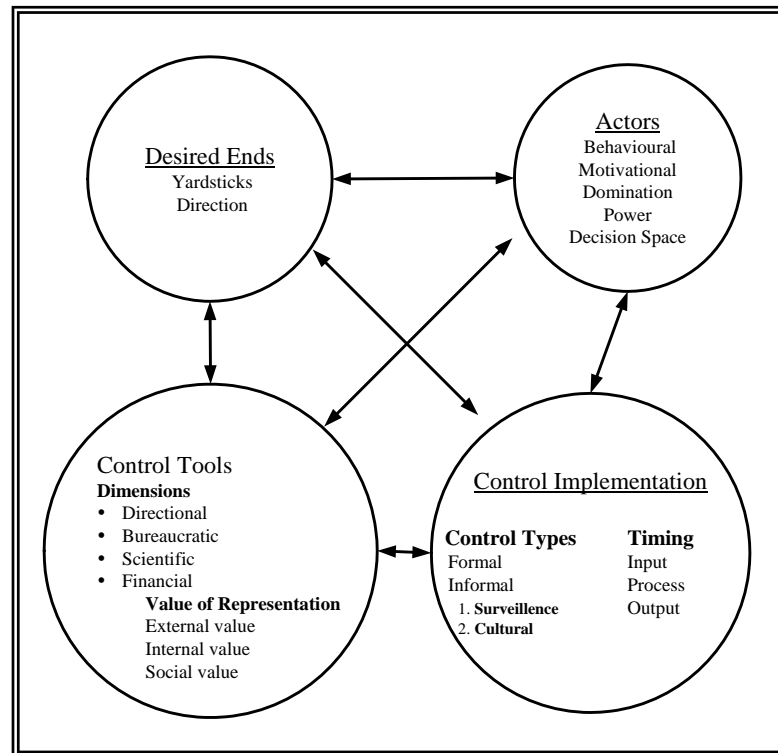 Desired Ends
Yardsticks
Direction
Actors
Behavioural
Motivational
Domination
Power
Decision Space
Control Tools
Dimensions
• Directional
• Bureaucratic
• Scientific
• Financial
Value of Representation
External value
Internal value
Social value
Control Implementation
Control Types
Formal
Informal
1. Surveillence
2. Cultural
Timing
Input
Process
Output